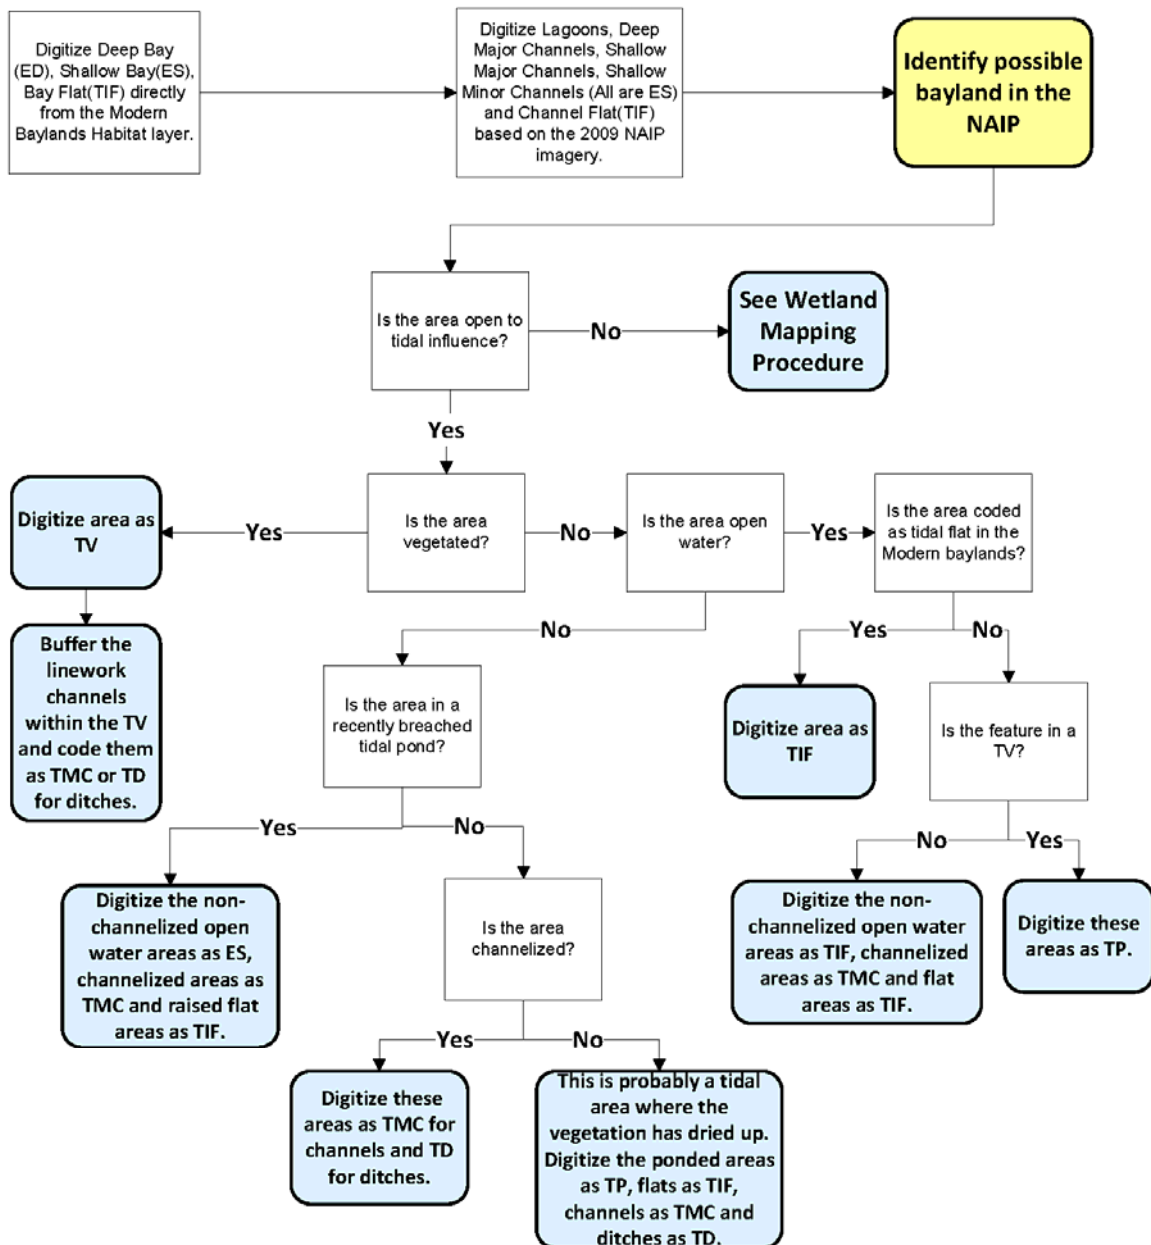 Digitize Deep Bay
(ED), Shallow Bay(ES),
Bay Flat(TIF) directly
from the Modern
Baylands Habitat layer.
Digitize Lagoons, Deep
Major Channels, Shallow
Major Channels, Shallow
Minor Channels (All are ES)
and Channel Flat(TIF)
based on the 2009 NAIP
imagery.
Identify possible
bayland in the
NAIP
Is the area open to
tidal influence?
No
See Wetland
Mapping
Procedure
Yes
Digitize area as
TV
Yes
Is the area
vegetated?
No
Is the area open
water?
Yes
Is the area coded
as tidal flat in the
Modern baylands?
Buffer the
linework
channels
within the TV
and code them
as TMC or TD
for ditches.
No
Is the area in a
recently breached
tidal pond?
Yes
No
Digitize area as
TIF
Is the feature in a
TV?
Yes
No
No
Yes
Digitize the non-
channelized open
water areas as ES,
channelized areas as
TMC and raised flat
areas as TIF.
Is the area
channelized?
Digitize the non-
channelized open water
areas as TIF, channelized
areas as TMC and flat
areas as TIF.
Digitize these
areas as TP.
Yes
No
Digitize these
areas as TMC for
channels and TD
for ditches.
This is probably a tidal
area where the
vegetation has dried up.
Digitize the ponded areas
as TP, flats as TIF,
channels as TMC and
ditches as TD.